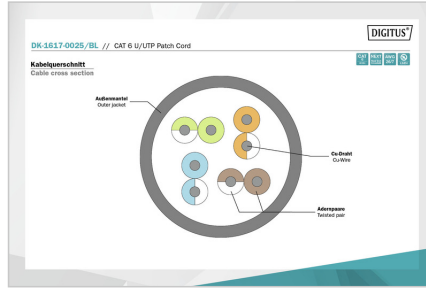 DIGITUS®
DK-1617-0025/BL // CAT 6 U/UTP Patch Cord
Kabelquerschnitt
Cable cross section
Außenmantel
Outer jacket
Cu-Draht
Cu-Wire
Adernpaare
Twisted pair